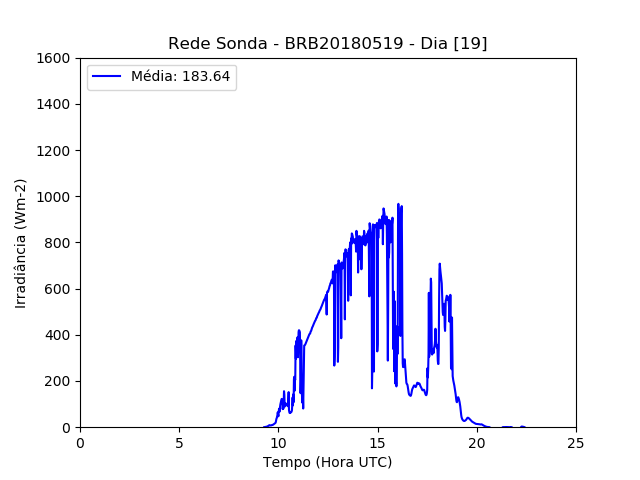 Rede Sonda - BRB20180519 - Dia [19]
Média: 183.64
Irradiância (Wm-2)
1600
1400
1200
1000
800
600
400
200
0
0 5 10 15 20 25
Tempo (Hora UTC)